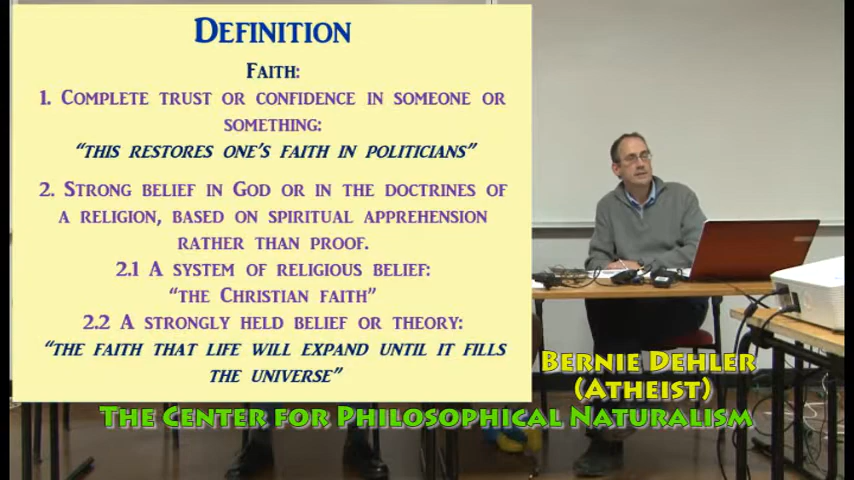 DEFINITION
FAITH:
1. COMPLETE TRUST OR CONFIDENCE IN SOMEONE OR
SOMETHING:
“THIS RESTORES ONE'S FAITH IN POLITICIANS”
2. STRONG BELIEF IN GOD OR IN THE DOCTRINES OF
A RELIGION, BASED ON SPIRITUAL APPREHENSION
RATHER THAN PROOF.
2.1 A SYSTEM OF RELIGIOUS BELIEF:
“THE CHRISTIAN FAITH”
2.2 A STRONGLY HELD BELIEF OR THEORY:
“THE FAITH THAT LIFE WILL EXPAND UNTIL IT FILLS
THE UNIVERSE”
BERNIE DEHLER
(ATHEIST)
THE CENTER FOR PHILOSOPHICAL NATURALISM